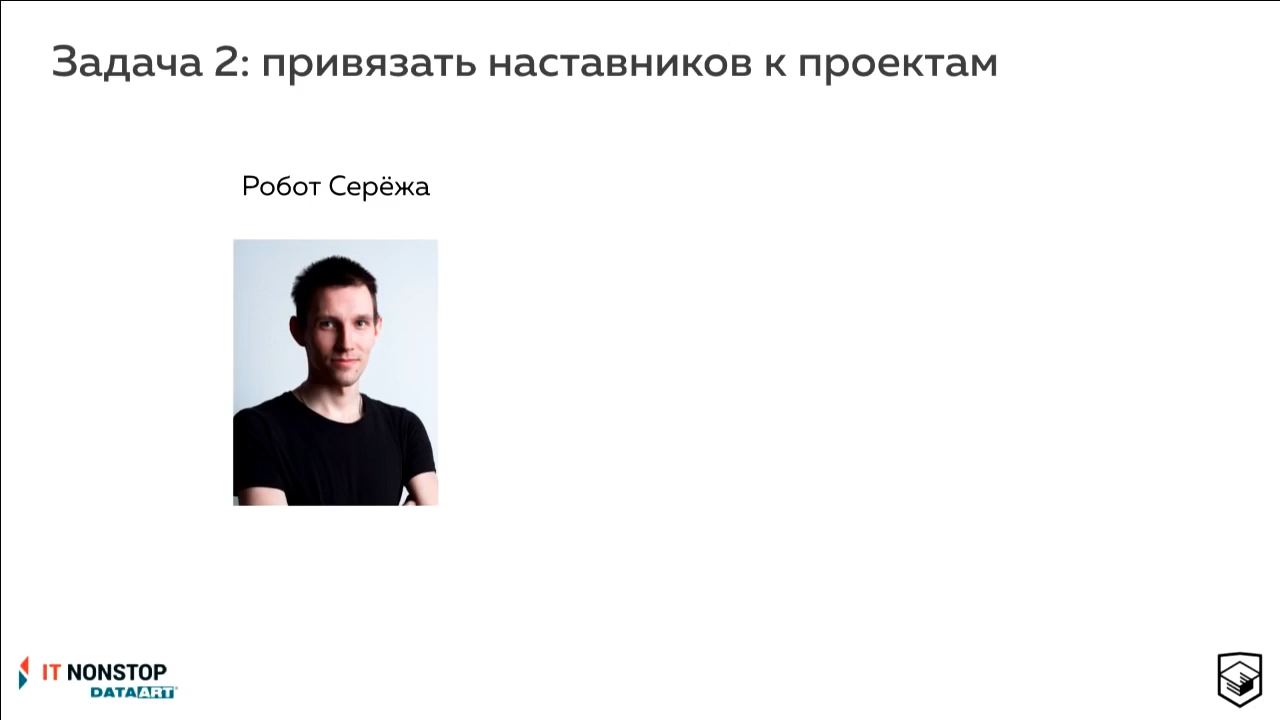 Задача 2: привязать наставников к проектам
Робот Серёжа
IT NONSTOP
DATAART